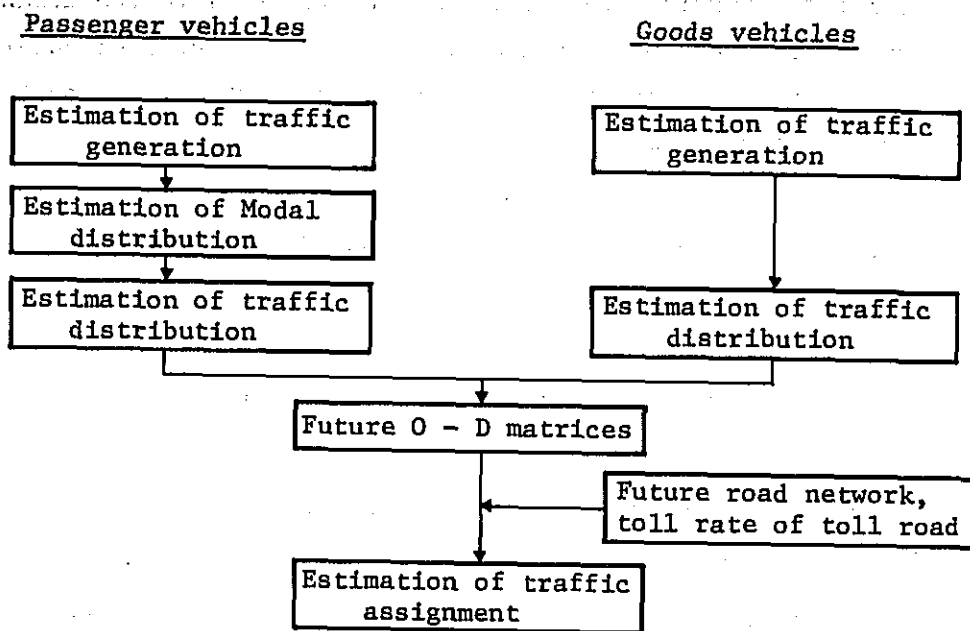 Passenger vehicles
Goods vehicles
Estimation of traffic
generation
Estimation of traffic
generation
Estimation of Modal
distribution
Estimation of traffic
distribution
Estimation of traffic
distribution
Future O - D matrices
Future road network,
toll rate of toll road
Estimation of traffic
assignment